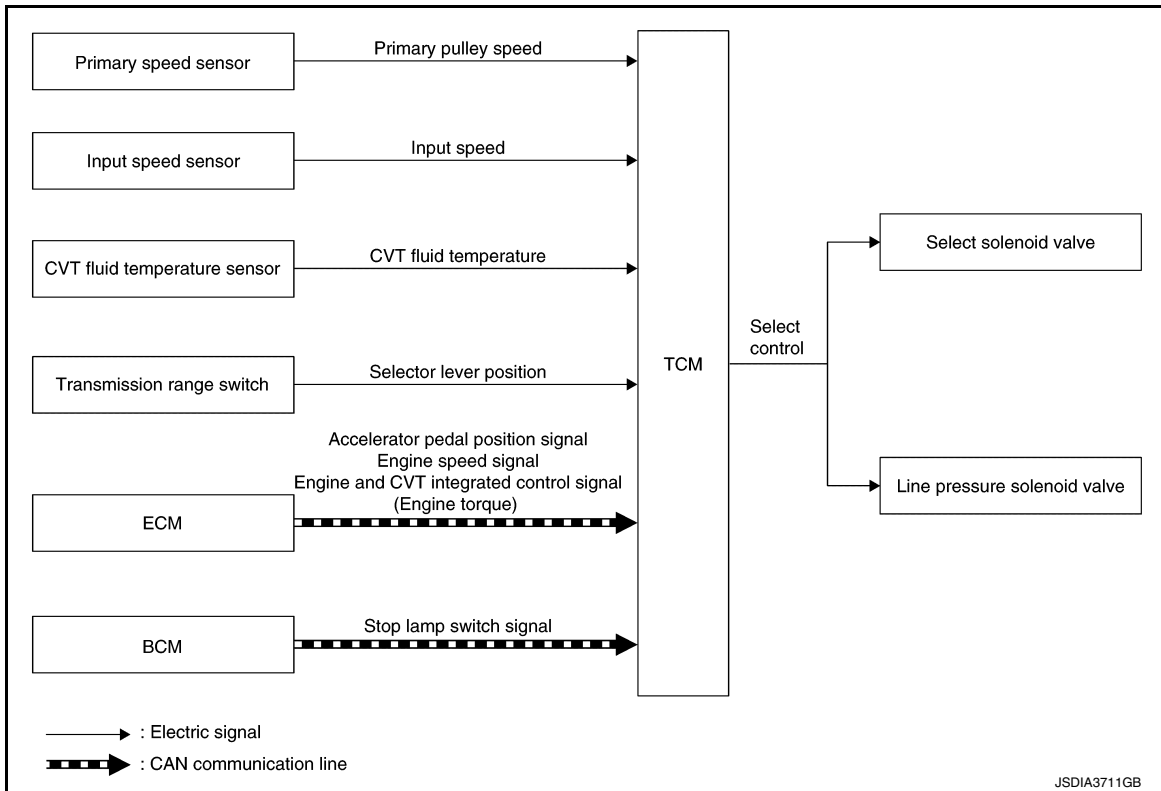 Primary speed sensor
Primary pulley speed
Input speed sensor
Input speed
CVT fluid temperature sensor
CVT fluid temperature
Transmission range switch
Selector lever position
ECM
Accelerator pedal position signal
Engine speed signal
Engine and CVT integrated control signal
(Engine torque)
BCM
Stop lamp switch signal
TCM
Select
control
Select solenoid valve
Line pressure solenoid valve
: Electric signal
: CAN communication line
JSDIA3711GB